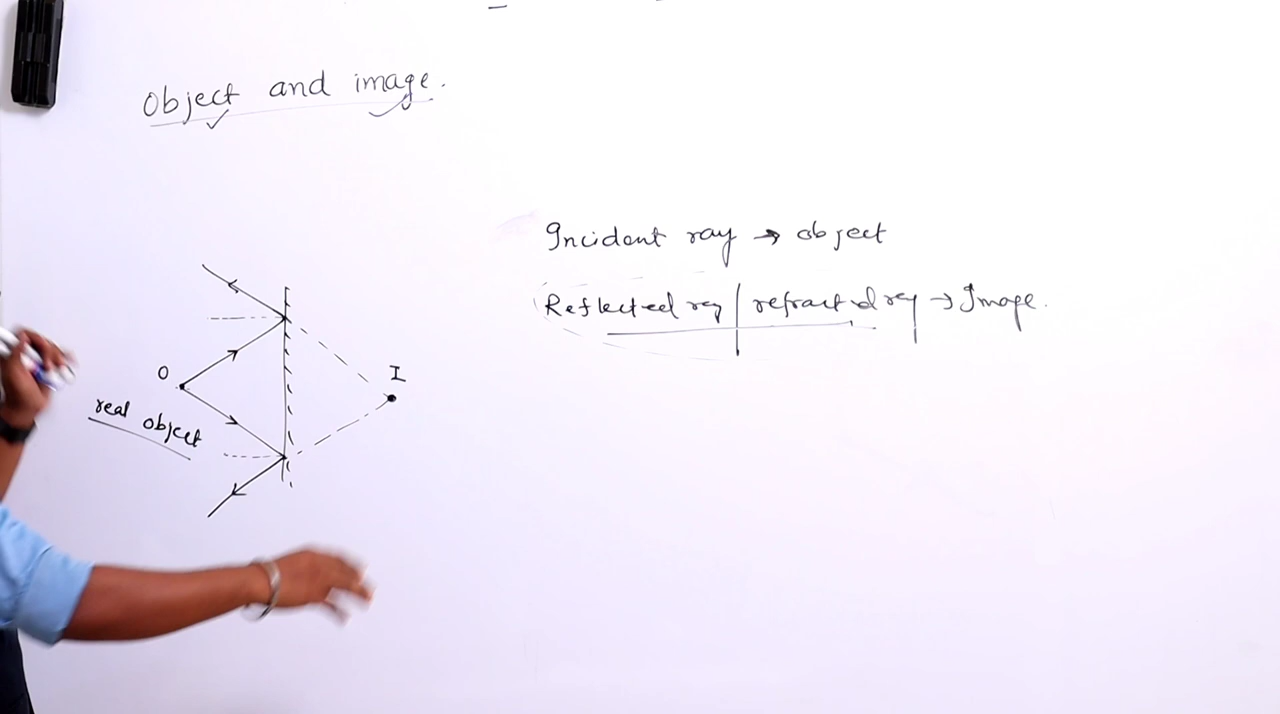 Object and image.
Incident ray → object
Reflected ray | refracted ray → Image.
O
I
real object